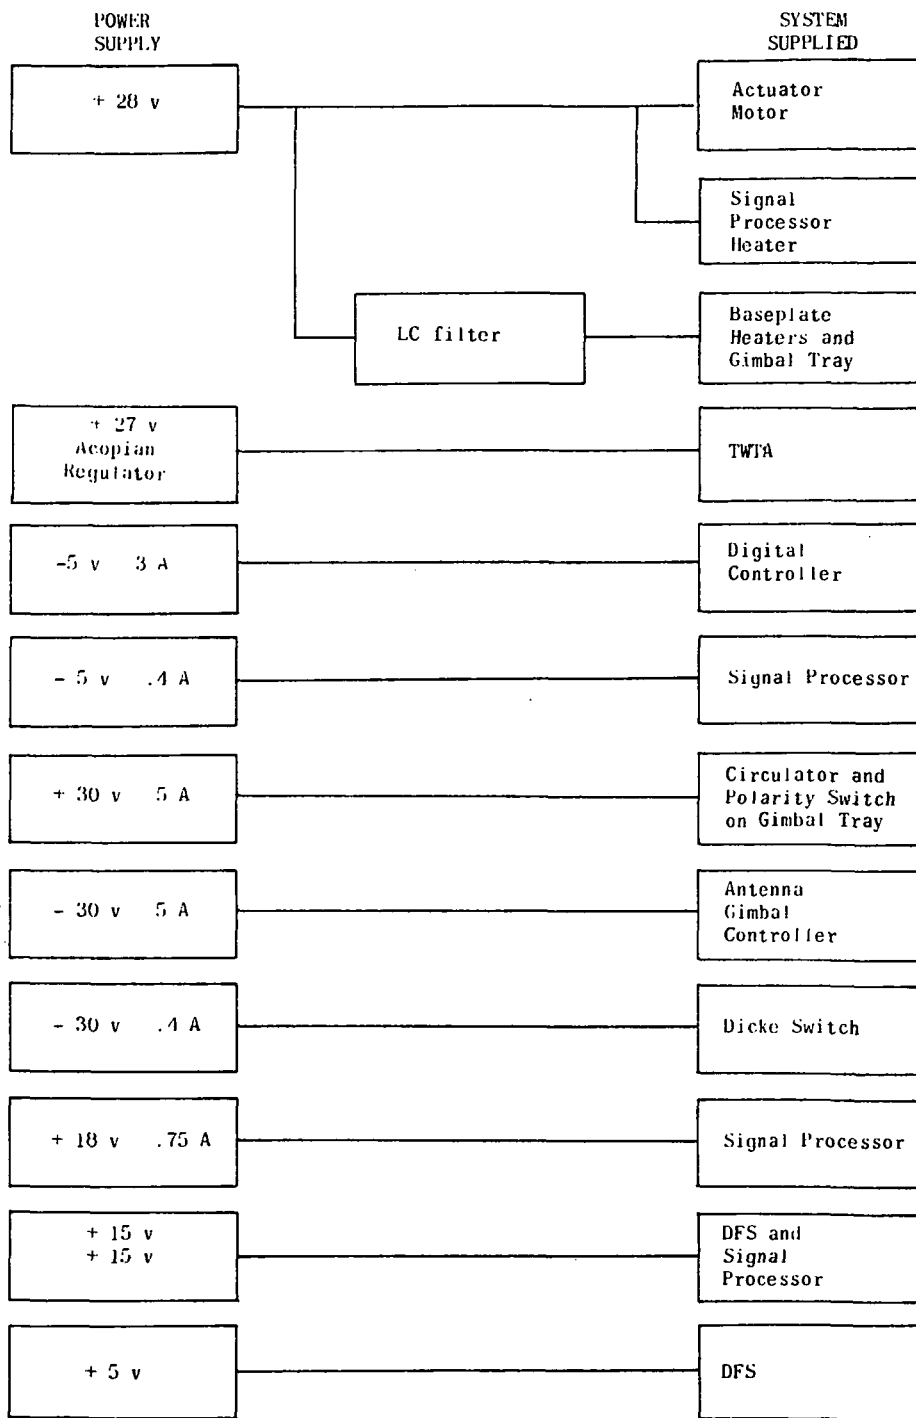 POWER
SUPPLY
SYSTEM
SUPPLIED
+ 28 v
Actuator
Motor
Signal
Processor
Heater
LC filter
Baseplate
Heaters and
Gimbal Tray
+ 27 v
Acopian
Regulator
TWTA
-5 v 3 A
Digital
Controller
- 5 v .4 A
Signal Processor
+ 30 v 5 A
Circulator and
Polarity Switch
on Gimbal Tray
- 30 v 5 A
Antenna
Gimbal
Controller
- 30 v .4 A
Dicke Switch
+ 18 v .75 A
Signal Processor
+ 15 v
+ 15 v
DFS and
Signal
Processor
+ 5 v
DFS